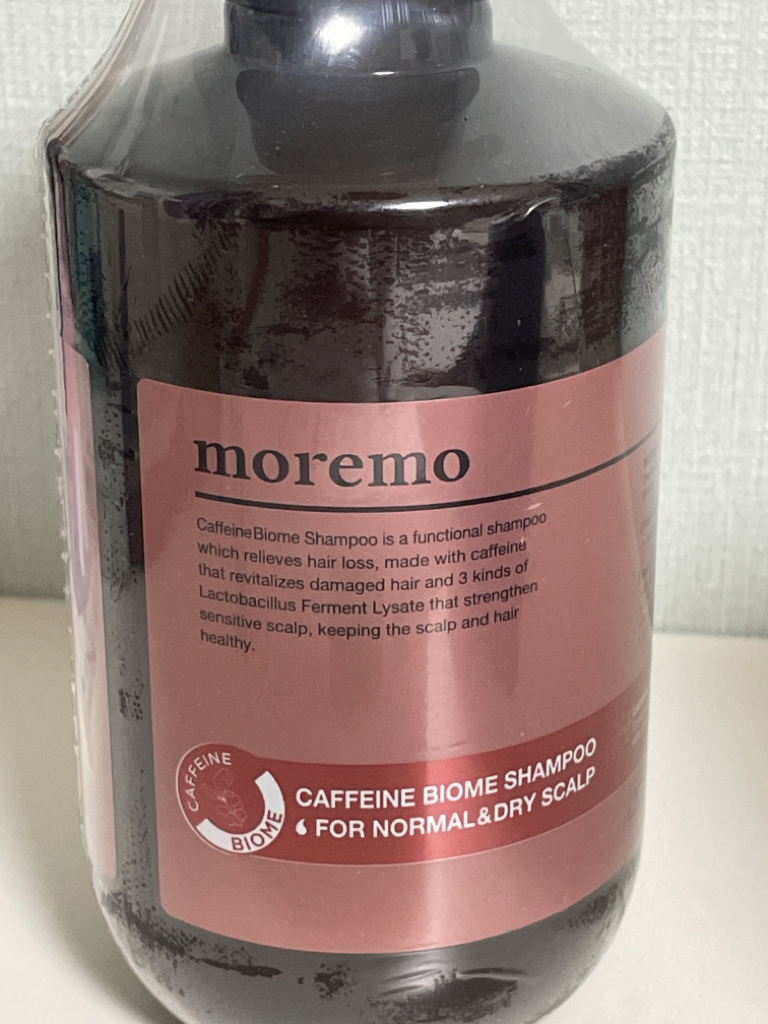 moremo
CaffeineBiome Shampoo is a functional shampoo
which relieves hair loss, made with caffeine
that revitalizes damaged hair and 3 kinds of
Lactobacillus Ferment Lysate that strengthen
sensitive scalp, keeping the scalp and hair
healthy.
CAFFEINE
BIOME
CAFFEINE BIOME SHAMPOO
FOR NORMAL&DRY SCALP